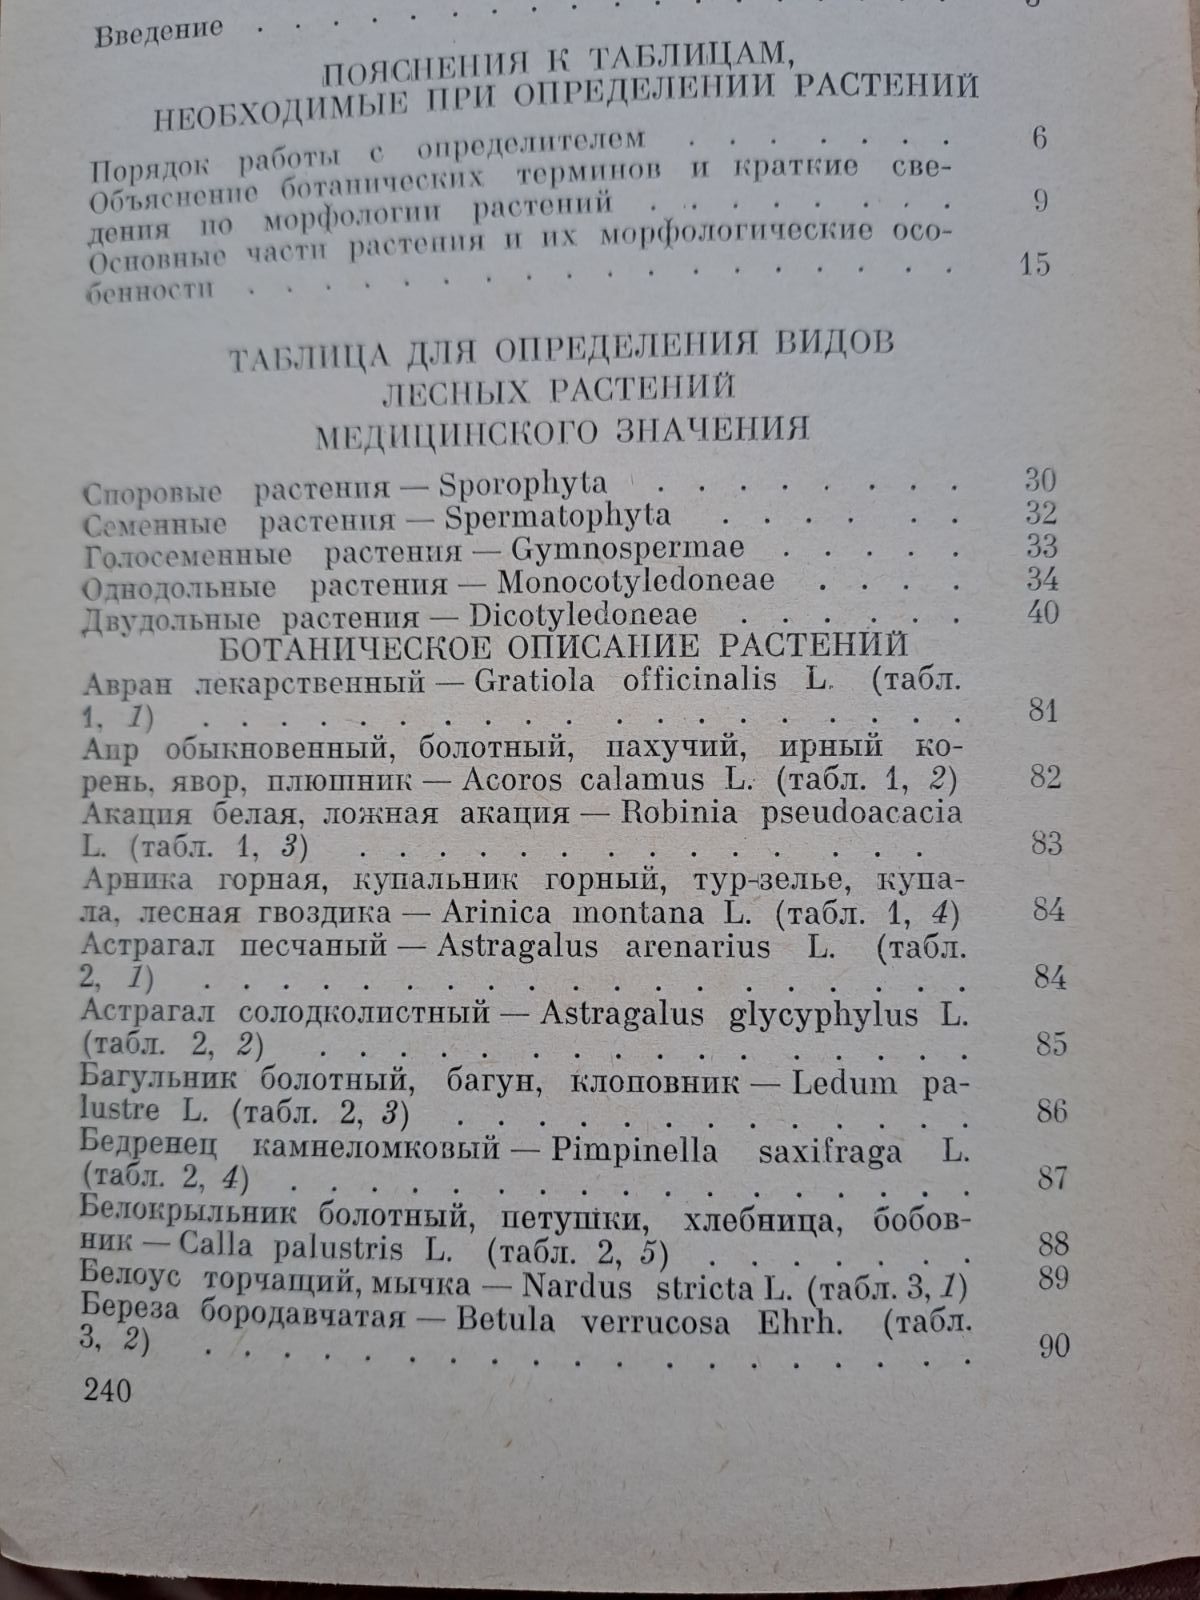 Введение . . . . . . . . . . . .
ПОЯСНЕНИЯ К ТАБЛИЦАМ,
НЕОБХОДИМЫЕ ПРИ ОПРЕДЕЛЕНИИ РАСТЕНИЙ
Порядок работы с определителем . . . . . . . 6
Объяснение ботанических терминов и краткие све-
дения по морфологии растений . . . . . . . . 9
Основные части растения и их морфологические осо-
бенности . . . . . . . . . . . . . . 15
ТАБЛИЦА ДЛЯ ОПРЕДЕЛЕНИЯ ВИДОВ
ЛЕСНЫХ РАСТЕНИЙ
МЕДИЦИНСКОГО ЗНАЧЕНИЯ
Споровые растения — Sporophyta . . . . . . . . 30
Семенные растения — Spermatophyta . . . . . . 32
Голосеменные растения — Gymnospermae . . . . . 33
Однодольные растения — Monocotyledoneae . . . . 34
Двудольные растения — Dicotyledoneae . . . . . . 40
БОТАНИЧЕСКОЕ ОПИСАНИЕ РАСТЕНИЙ
Авран лекарственный — Gratiola officinalis L. (табл.
1, 1) . . . . . . . . . . . . . . . . . . . 81
Аир обыкновенный, болотный, пахучий, ирный ко-
рень, явор, плюшник — Acoros calamus L. (табл. 1, 2) 82
Акация белая, ложная акация — Robinia pseudoacacia
L. (табл. 1, 3) . . . . . . . . . . . . . . 83
Арника горная, купальник горный, тур-зелье, купа-
ла, лесная гвоздика — Arinica montana L. (табл. 1, 4) 84
Астрагал песчаный — Astragalus arenarius L. (табл.
2, 1) . . . . . . . . . . . . . . . . . . . 84
Астрагал солодколистный — Astragalus glycyphylus L.
(табл. 2, 2) . . . . . . . . . . . . . . . . 85
Багульник болотный, багун, клоповник — Ledum pa-
lustre L. (табл. 2, 3) . . . . . . . . . . . . . 86
Бедренец камнеломковый — Pimpinella saxifraga L.
(табл. 2, 4) . . . . . . . . . . . . . . . . 87
Белокрыльник болотный, петушки, хлебница, бобов-
ник — Calla palustris L. (табл. 2, 5) . . . . . . . 88
Белоус торчащий, мычка — Nardus stricta L. (табл. 3, 1) 89
Береза бородавчатая — Betula verrucosa Ehrh. (табл.
3, 2) . . . . . . . . . . . . . . . . . . . 90
240